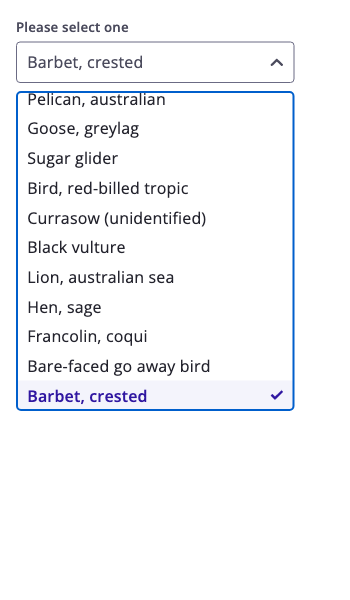 Please select one
Barbet, crested
Pelican, australian
Goose, greylag
Sugar glider
Bird, red-billed tropic
Currasow (unidentified)
Black vulture
Lion, australian sea
Hen, sage
Francolin, coqui
Bare-faced go away bird
Barbet, crested